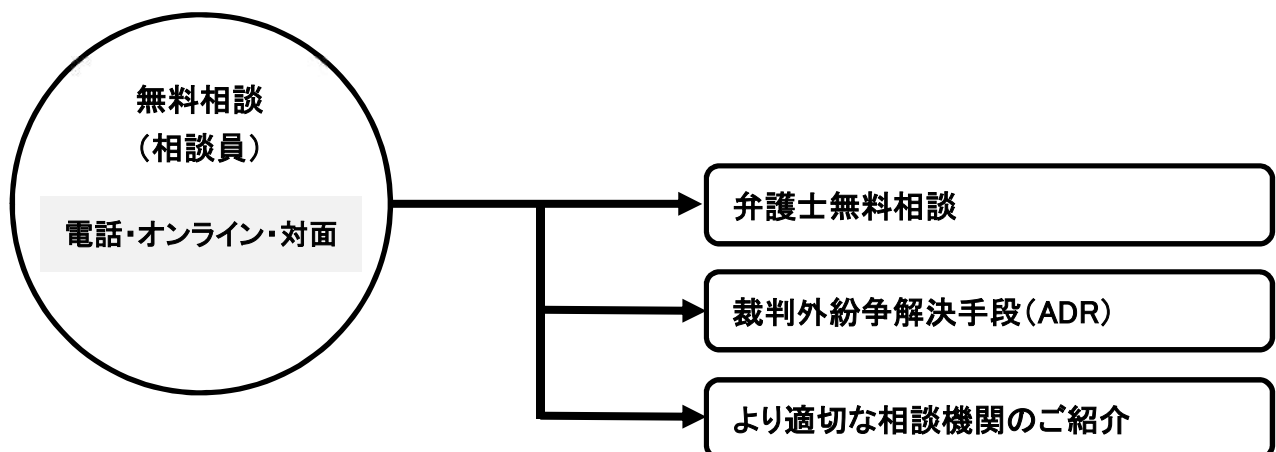 無料相談
（相談員）
電話・オンライン・対面
弁護士無料相談
裁判外紛争解決手段（ADR）
より適切な相談機関のご紹介